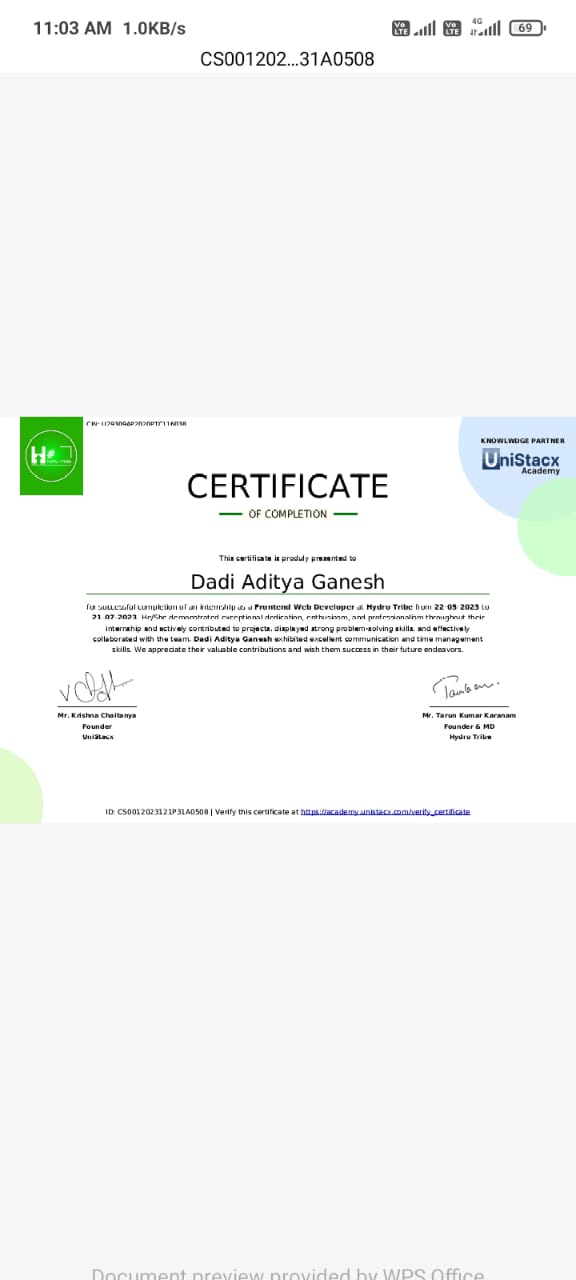 11:03 AM 1.0KB/s
Vo LTE Vo LTE 4G 69
CS001202...31A0508
H#
KNOWLWDGE PARTNER
UniStacx
Academy
CERTIFICATE
OF COMPLETION
This certificate is produly presented to
Dadi Aditya Ganesh
for successful completion of an internship as a Frontend Web Developer at Hydro Tribe from 22-05-2023 to
21-07-2023. He/She demonstrated exceptional dedication, enthusiasm, and professionalism throughout their
internship and actively contributed to projects, displayed strong problem-solving skills, and effectively
collaborated with the team. Dadi Aditya Ganesh exhibited excellent communication and time management
skills. We appreciate their valuable contributions and wish them success in their future endeavors.
Mr. Krishna Chaitanya
Founder
UniStacx
Mr. Tarun Kumar Karanam
Founder & MD
Hydro Tribe
ID: CS0012023121P31A0508 | Verify this certificate at https://academy.unistacx.com/verify_certificate
Document preview provided by WPS Office